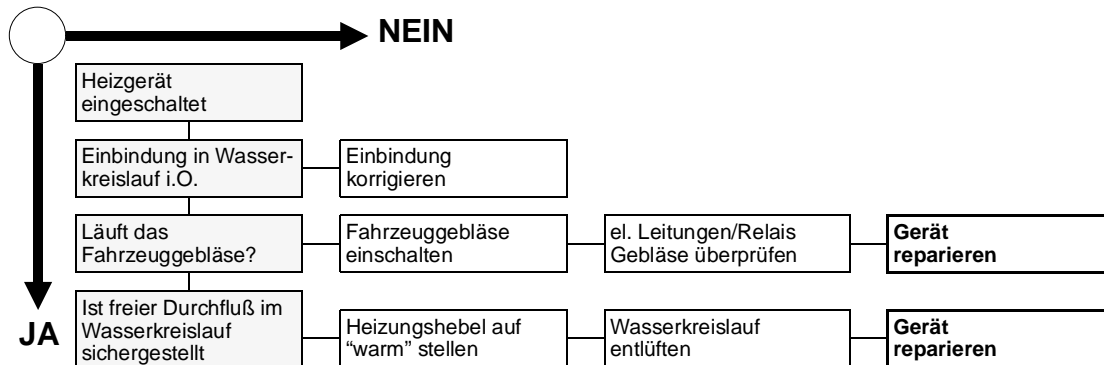 NEIN
Heizgerät
eingeschaltet
Einbindung in Wasser-
kreislauf i.O.
Einbindung
korrigieren
Läuft das
Fahrzeuggebläse?
Fahrzeuggebläse
einschalten
el. Leitungen/Relais
Gebläse überprüfen
Gerät
reparieren
Ist freier Durchfluß im
Wasserkreislauf
sichergestellt
Heizungshebel auf
“warm” stellen
Wasserkreislauf
entlüften
Gerät
reparieren
JA